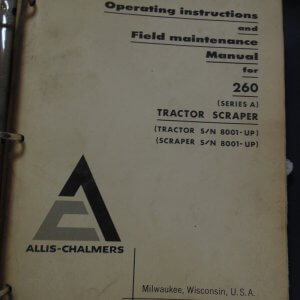 Operating instructions
and
Field maintenance
Manual
for
260
(SERIES A)
TRACTOR SCRAPER
(TRACTOR S/N 8001-UP)
(SCRAPER S/N 8001-UP)
ALLIS-CHALMERS
Milwaukee, Wisconsin, U.S.A.